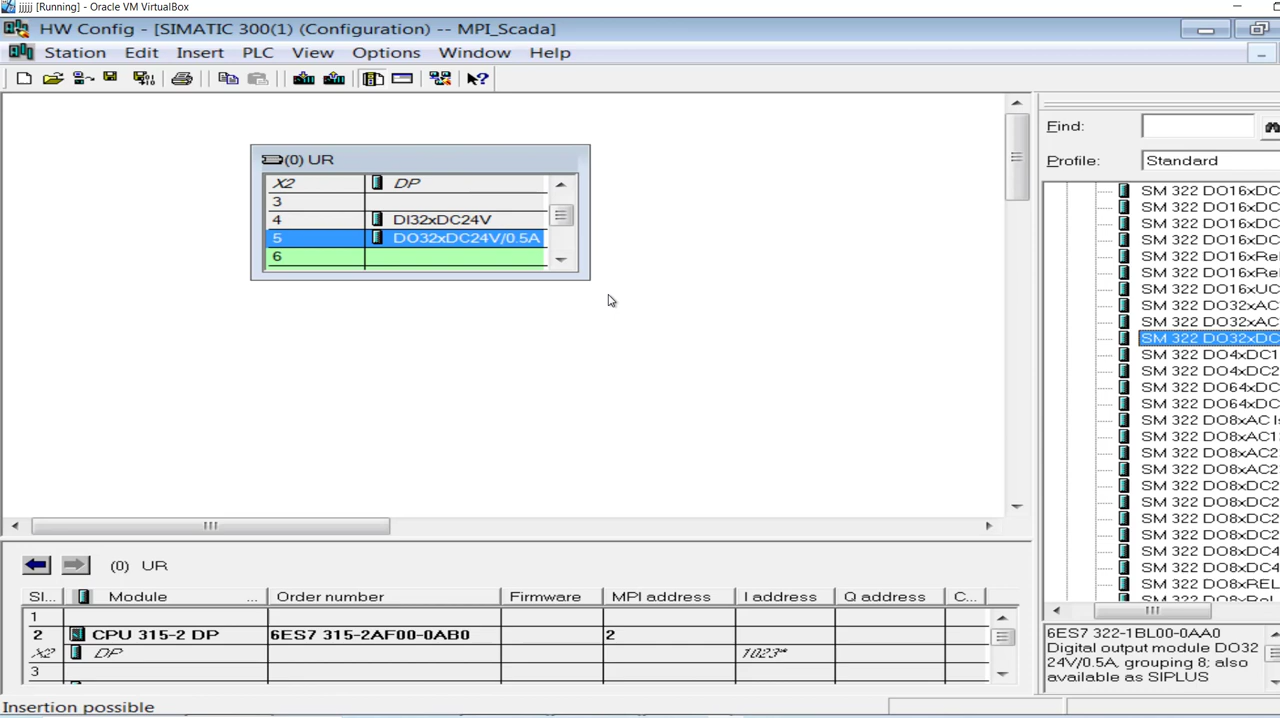 jjjjj [Running] - Oracle VM VirtualBox
HW Config - [SIMATIC 300(1) (Configuration) -- MPI_Scada]
Station Edit Insert PLC View Options Window Help
(0) UR
X2 DP
3
4 DI32xDC24V
5 DO32xDC24V/0.5A
6
Find:
Profile: Standard
SM 322 DO16xDC
SM 322 DO16xDC
SM 322 DO16xDC
SM 322 DO16xDC
SM 322 DO16xRel
SM 322 DO16xRel
SM 322 DO16xUC
SM 322 DO32xAC
SM 322 DO32xAC
SM 322 DO32xDC
SM 322 DO4xDC1
SM 322 DO4xDC2
SM 322 DO64xDC
SM 322 DO64xDC
SM 322 DO8xAC I
SM 322 DO8xAC1
SM 322 DO8xAC2
SM 322 DO8xAC2
SM 322 DO8xDC2
SM 322 DO8xDC2
SM 322 DO8xDC2
SM 322 DO8xDC2
SM 322 DO8xDC4
SM 322 DO8xDC4
SM 322 DO8xREL
SM 322 DO8xRel
(0) UR
Sl... Module ... Order number Firmware MPI address I address Q address C...
1
2 CPU 315-2 DP 6ES7 315-2AF00-0AB0 2
X2 DP 1023*
3
6ES7 322-1BL00-0AA0
Digital output module DO32
24V/0.5A, grouping 8; also
available as SIPLUS
Insertion possible